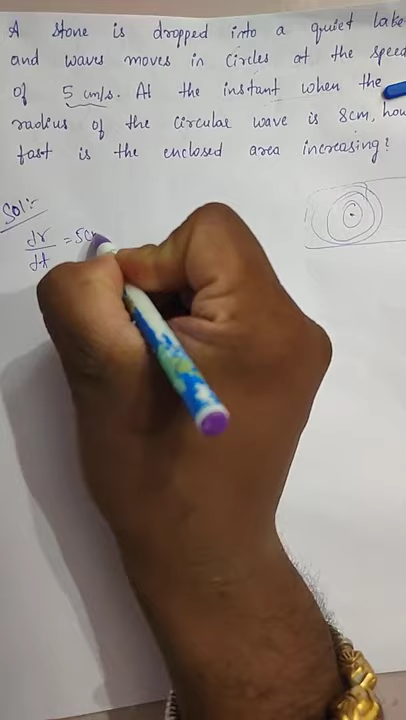 A stone is dropped into a quiet lake
and waves moves in circles at the speed
of 5 cm/s. At the instant when the
radius of the circular wave is 8cm, how
fast is the enclosed area increasing?
Sol:-
dr/dt = 5c